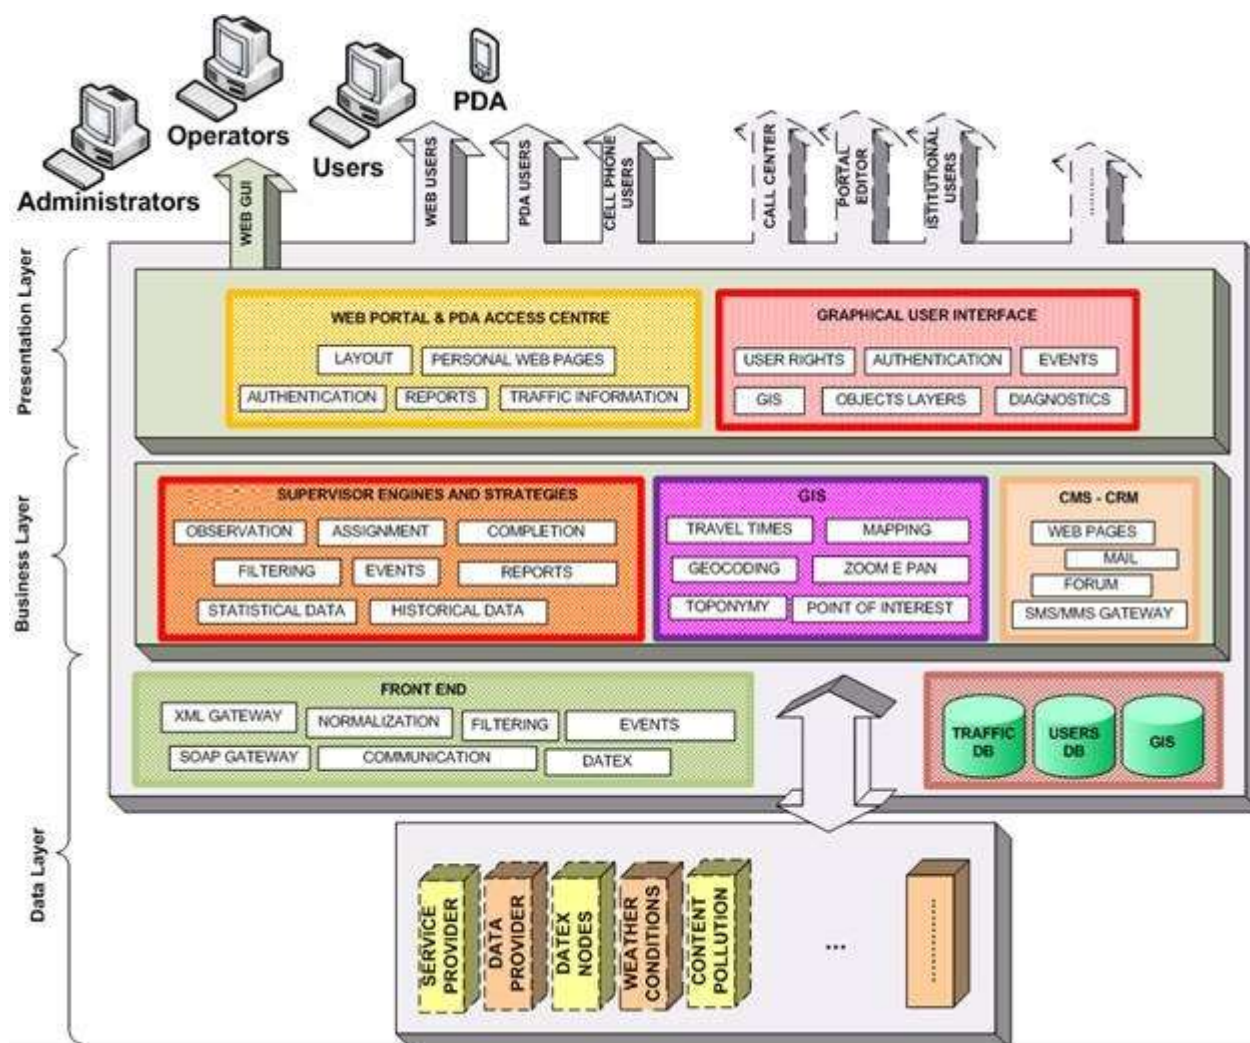 PDA
Operators
Users
Administrators
WEB GUI
WEB USERS
PDA USERS
CELL PHONE
USERS
CALL CENTER
PORTAL
EDITOR
ISTITUTIONAL
USERS
............
Presentation Layer
WEB PORTAL & PDA ACCESS CENTRE
LAYOUT
PERSONAL WEB PAGES
AUTHENTICATION
REPORTS
TRAFFIC INFORMATION
GRAPHICAL USER INTERFACE
USER RIGHTS
AUTHENTICATION
EVENTS
GIS
OBJECTS LAYERS
DIAGNOSTICS
Business Layer
SUPERVISOR ENGINES AND STRATEGIES
OBSERVATION
ASSIGNMENT
COMPLETION
FILTERING
EVENTS
REPORTS
STATISTICAL DATA
HISTORICAL DATA
GIS
TRAVEL TIMES
MAPPING
GEOCODING
ZOOM E PAN
TOPONYMY
POINT OF INTEREST
CMS - CRM
WEB PAGES
MAIL
FORUM
SMS/MMS GATEWAY
Data Layer
FRONT END
XML GATEWAY
NORMALIZATION
FILTERING
EVENTS
SOAP GATEWAY
COMMUNICATION
DATEX
TRAFFIC
DB
USERS
DB
GIS
SERVICE
PROVIDER
DATA
PROVIDER
DATEX
NODES
WEATHER
CONDITIONS
CONTENT
POLLUTION
...
............